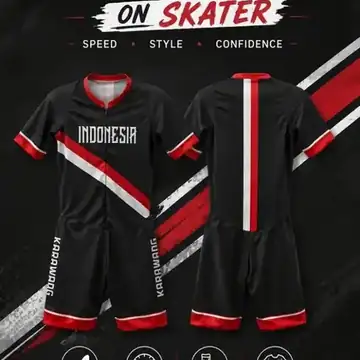 ON SKATER
SPEED STYLE CONFIDENCE
INDONESIA
KARAWANG
KARAWANG